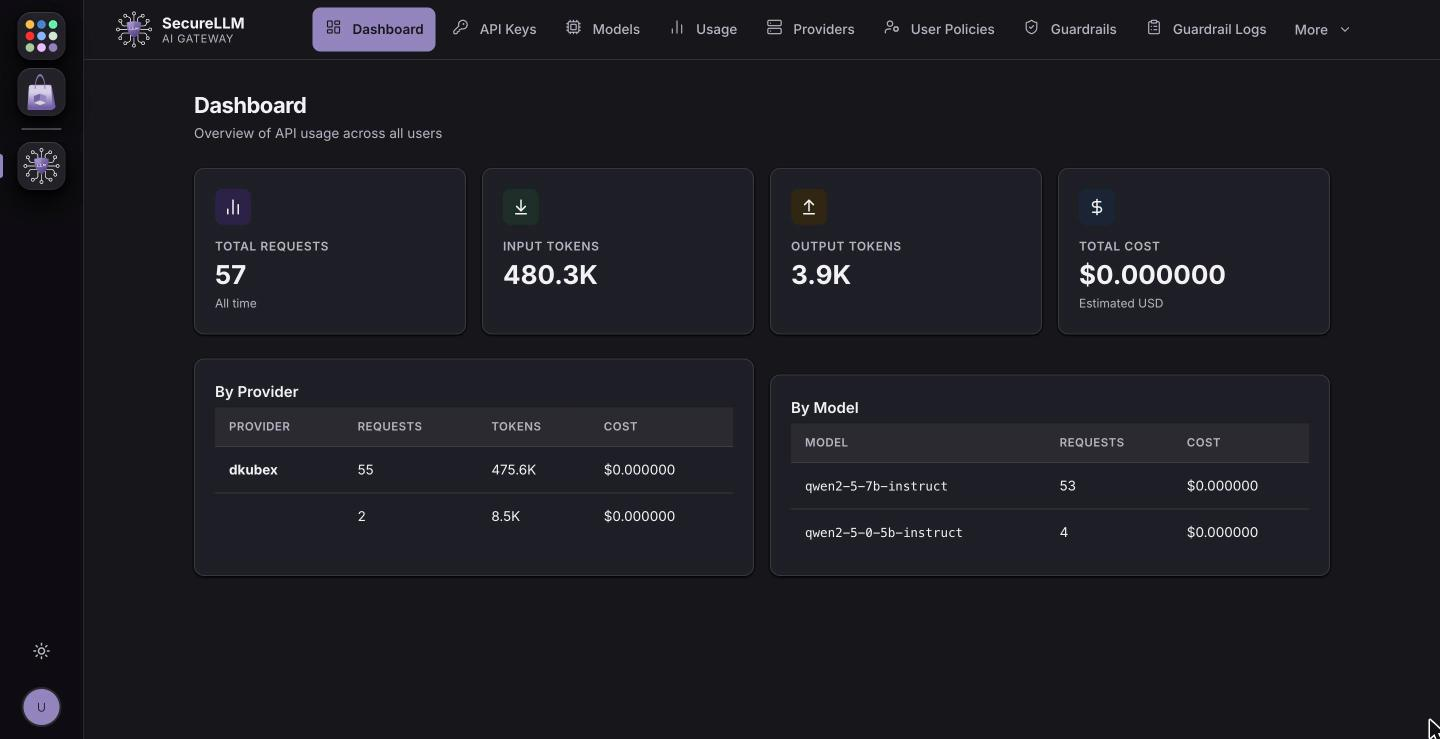 SecureLLM
AI GATEWAY
Dashboard
API Keys
Models
Usage
Providers
User Policies
Guardrails
Guardrail Logs
More
Dashboard
Overview of API usage across all users
TOTAL REQUESTS
57
All time
INPUT TOKENS
480.3K
OUTPUT TOKENS
3.9K
TOTAL COST
$0.000000
Estimated USD
By Provider
PROVIDER REQUESTS TOKENS COST
dkubex 55 475.6K $0.000000
2 8.5K $0.000000
By Model
MODEL REQUESTS COST
qwen2-5-7b-instruct 53 $0.000000
qwen2-5-0-5b-instruct 4 $0.000000
U